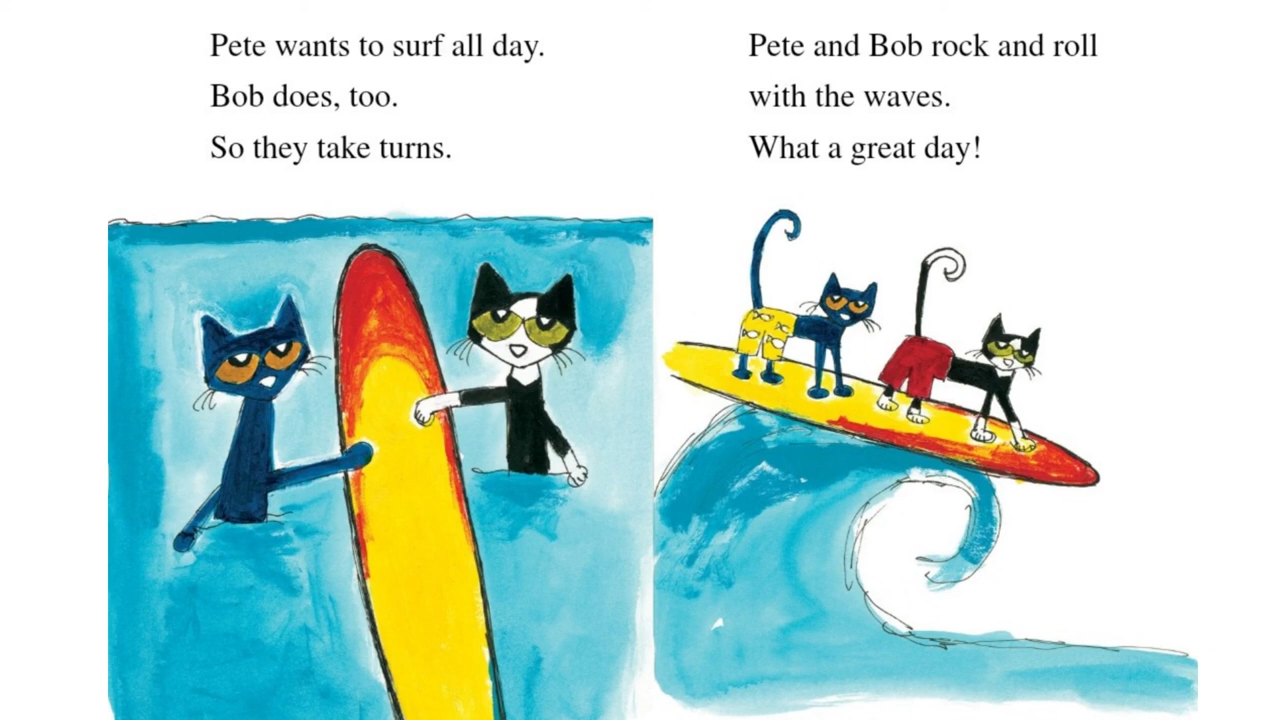 Pete wants to surf all day.
Bob does, too.
So they take turns.
Pete and Bob rock and roll
with the waves.
What a great day!